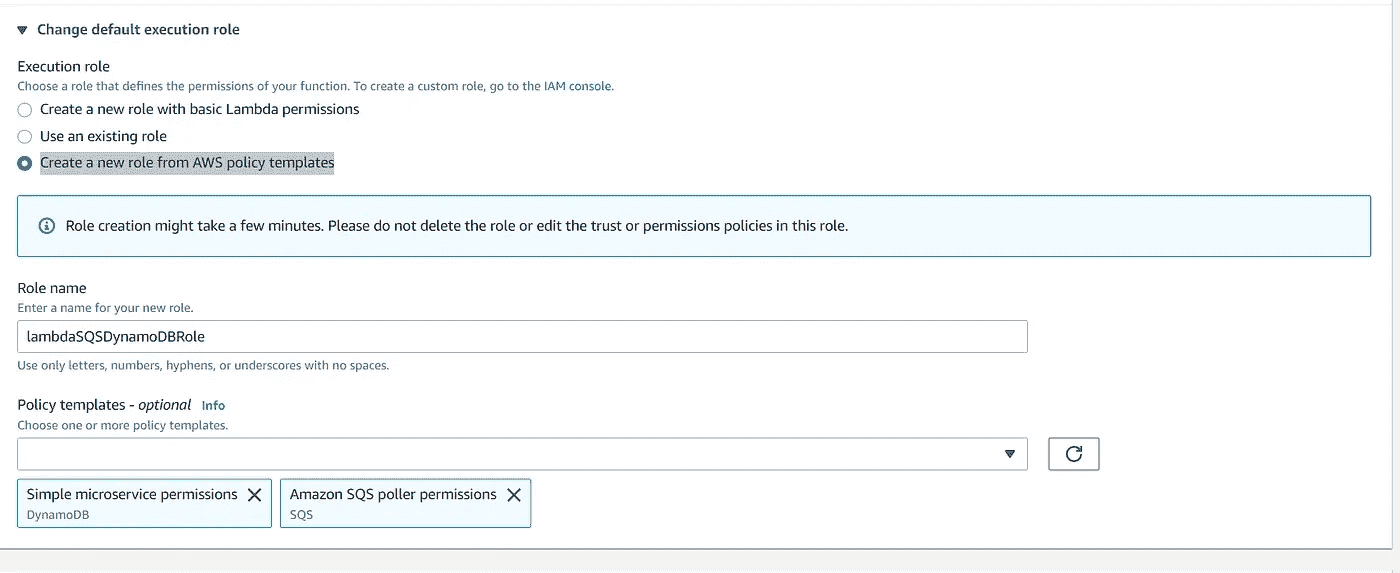 Change default execution role
Execution role
Choose a role that defines the permissions of your function. To create a custom role, go to the IAM console.
Create a new role with basic Lambda permissions
Use an existing role
Create a new role from AWS policy templates
Role creation might take a few minutes. Please do not delete the role or edit the trust or permissions policies in this role.
Role name
Enter a name for your new role.
lambdaSQSDynamoDBRole
Use only letters, numbers, hyphens, or underscores with no spaces.
Policy templates - optional Info
Choose one or more policy templates.
Simple microservice permissions
DynamoDB
Amazon SQS poller permissions
SQS